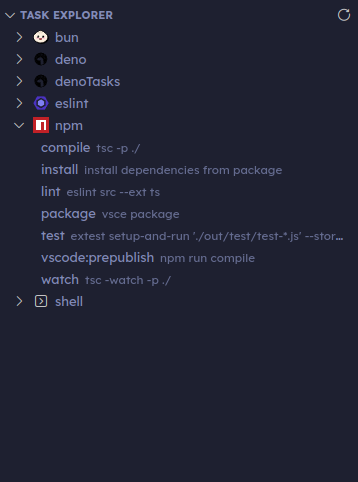 TASK EXPLORER
bun
deno
denoTasks
eslint
npm
compile tsc -p ./
install install dependencies from package
lint eslint src --ext ts
package vsce package
test extest setup-and-run './out/test/test-*.js' --stor...
vscode:prepublish npm run compile
watch tsc -watch -p ./
shell